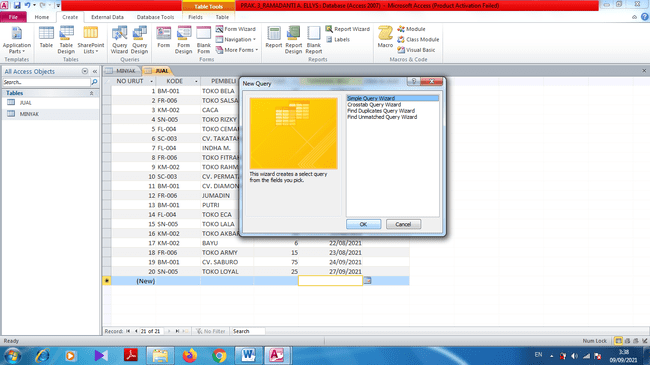 Table Tools
PRAK. 1_RAMADANTI A. ELLYS : Database (Access 2007) - Microsoft Access (Product Activation Failed)
File Home Create External Data Database Tools Fields Table
Application Parts
Table
Table Design
SharePoint Lists
Query Wizard
Query Design
Form
Form Design
Blank Form
Form Wizard
Navigation
More Forms
Report
Report Design
Blank Report
Report Wizard
Labels
Macro
Module
Class Module
Visual Basic
Templates Tables Queries Forms Reports Macros & Code
All Access Objects
Search...
Tables
JUAL
MINYAK
MINYAK JUAL
NO URUT KODE PEMBELI
1 BM-001 TOKO BELA
2 FR-006 TOKO SALSA
3 KM-002 CACA
4 SN-005 TOKO RIZKY
5 FL-004 TOKO CEMAR
6 SC-003 CV. TAKATAN
7 FL-004 INDHA M.
8 FR-006 TOKO FITRAH
9 KM-002 TOKO RAHM
10 SC-003 CV. PERMAT
11 BM-001 CV. DIAMON
12 FR-006 JUMADIN
13 BM-001 PUTRI
14 FL-004 TOKO ECA
15 SN-005 TOKO LALA
16 KM-002 TOKO AKBAR
17 KM-002 BAYU 6 22/08/2021
18 FR-006 TOKO ARMY 15 23/08/2021
19 BM-001 CV. SABURO 75 24/09/2021
20 SN-005 TOKO LOYAL 25 27/09/2021
(New)
New Query
This wizard creates a select query
from the fields you pick.
Simple Query Wizard
Crosstab Query Wizard
Find Duplicates Query Wizard
Find Unmatched Query Wizard
OK Cancel
Record: 21 of 21 No Filter Search
Ready Num Lock
EN 3:38
09/09/2021